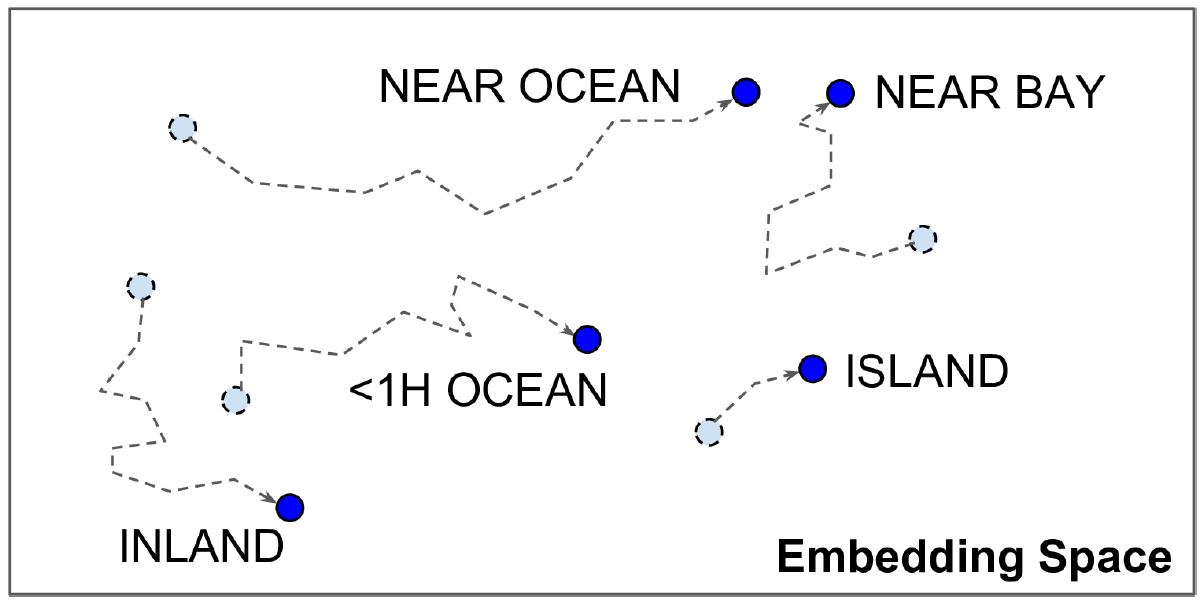 NEAR OCEAN
NEAR BAY
<1H OCEAN
ISLAND
INLAND
Embedding Space